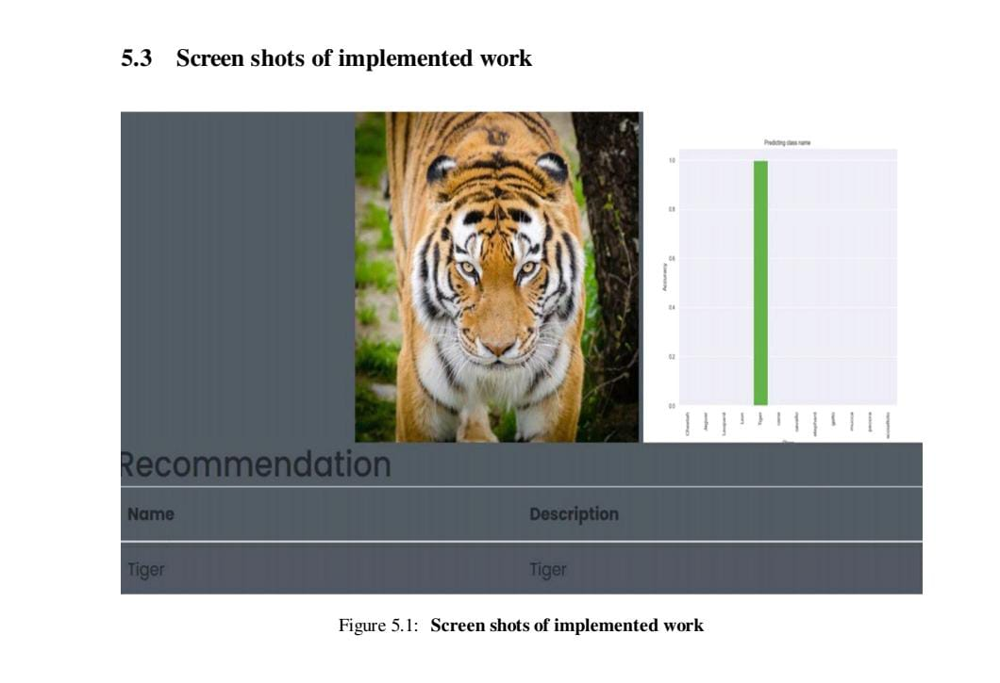 5.3 Screen shots of implemented work
Predicting class name
Accuracy
1.0
0.8
0.6
0.4
0.2
0.0
Cheetah
Jaguar
Leopard
Lion
Tiger
cane
cavallo
elephant
gatto
mucca
pecora
scoiattolo
Recommendation
Name Description
Tiger Tiger
Figure 5.1: Screen shots of implemented work